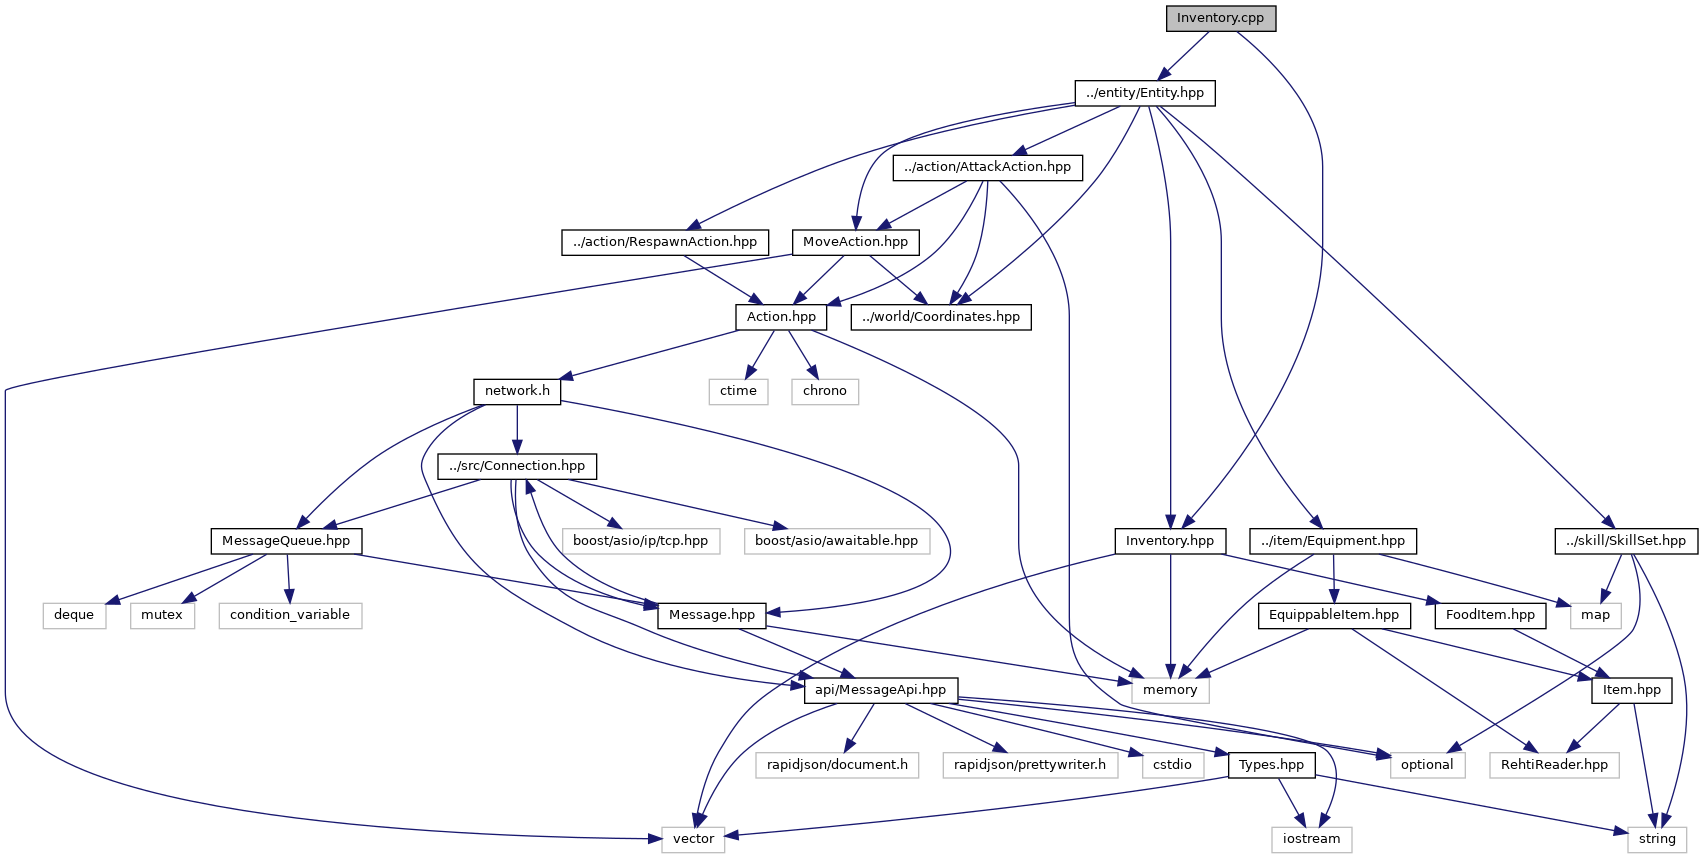 Inventory.cpp
../entity/Entity.hpp
../action/AttackAction.hpp
../action/RespawnAction.hpp
MoveAction.hpp
Action.hpp
../world/Coordinates.hpp
network.h
ctime
chrono
../src/Connection.hpp
MessageQueue.hpp
boost/asio/ip/tcp.hpp
boost/asio/awaitable.hpp
Inventory.hpp
../item/Equipment.hpp
../skill/SkillSet.hpp
deque
mutex
condition_variable
Message.hpp
EquippableItem.hpp
FoodItem.hpp
map
api/MessageApi.hpp
memory
Item.hpp
rapidjson/document.h
rapidjson/prettywriter.h
cstdio
Types.hpp
optional
RehtiReader.hpp
vector
iostream
string